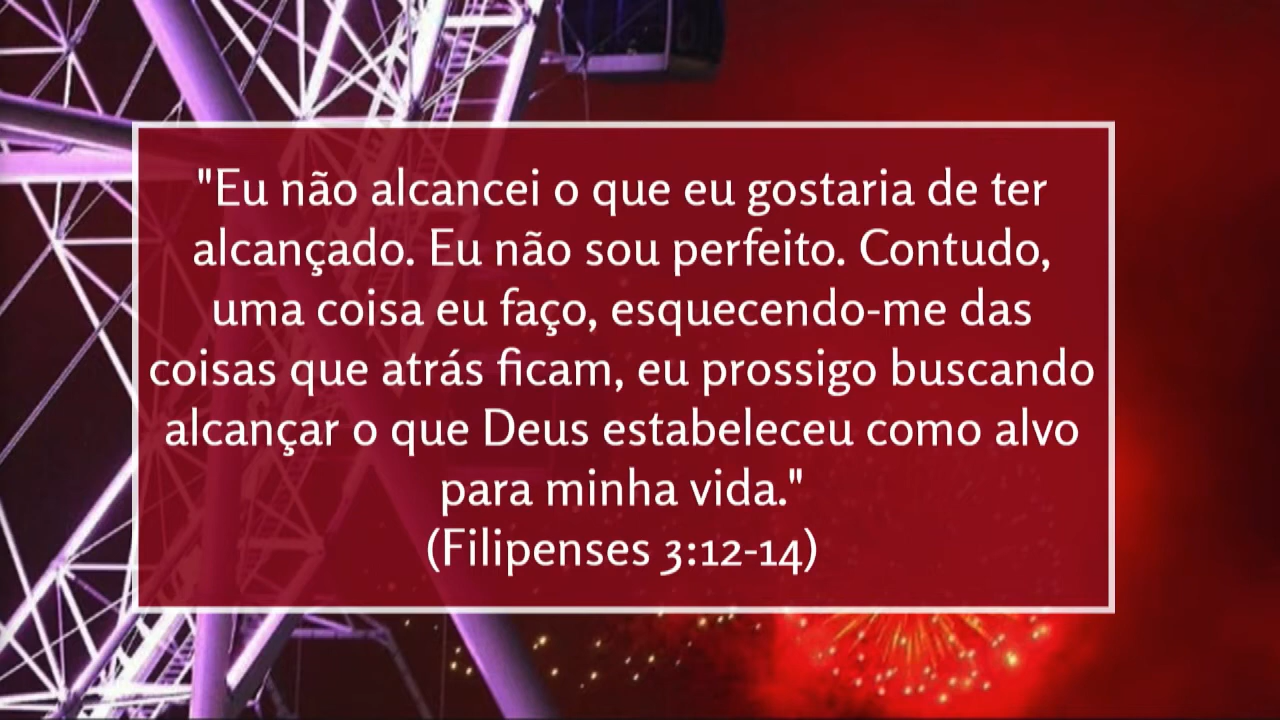 "Eu não alcancei o que eu gostaria de ter
alcançado. Eu não sou perfeito. Contudo,
uma coisa eu faço, esquecendo-me das
coisas que atrás ficam, eu prossigo buscando
alcançar o que Deus estabeleceu como alvo
para minha vida."
(Filipenses 3:12-14)